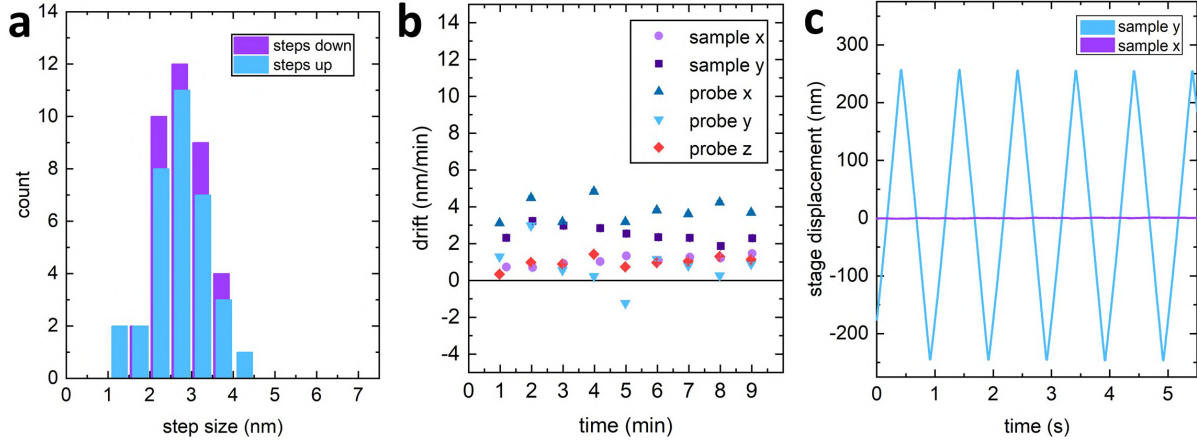 a
14
12
10
8
6
4
2
0
count
0 1 2 3 4 5 6 7
step size (nm)
steps down
steps up
b
14
12
10
8
6
4
2
0
-2
-4
drift (nm/min)
0 1 2 3 4 5 6 7 8 9 10
time (min)
sample x
sample y
probe x
probe y
probe z
c
300
200
100
0
-100
-200
stage displacement (nm)
0 1 2 3 4 5
time (s)
sample y
sample x